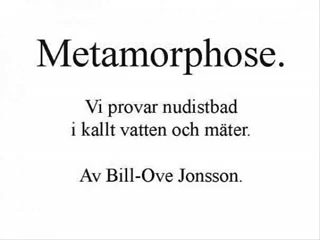 Metamorphose.
Vi provar nudistbad
i kallt vatten och mäter.
Av Bill-Ove Jonsson.